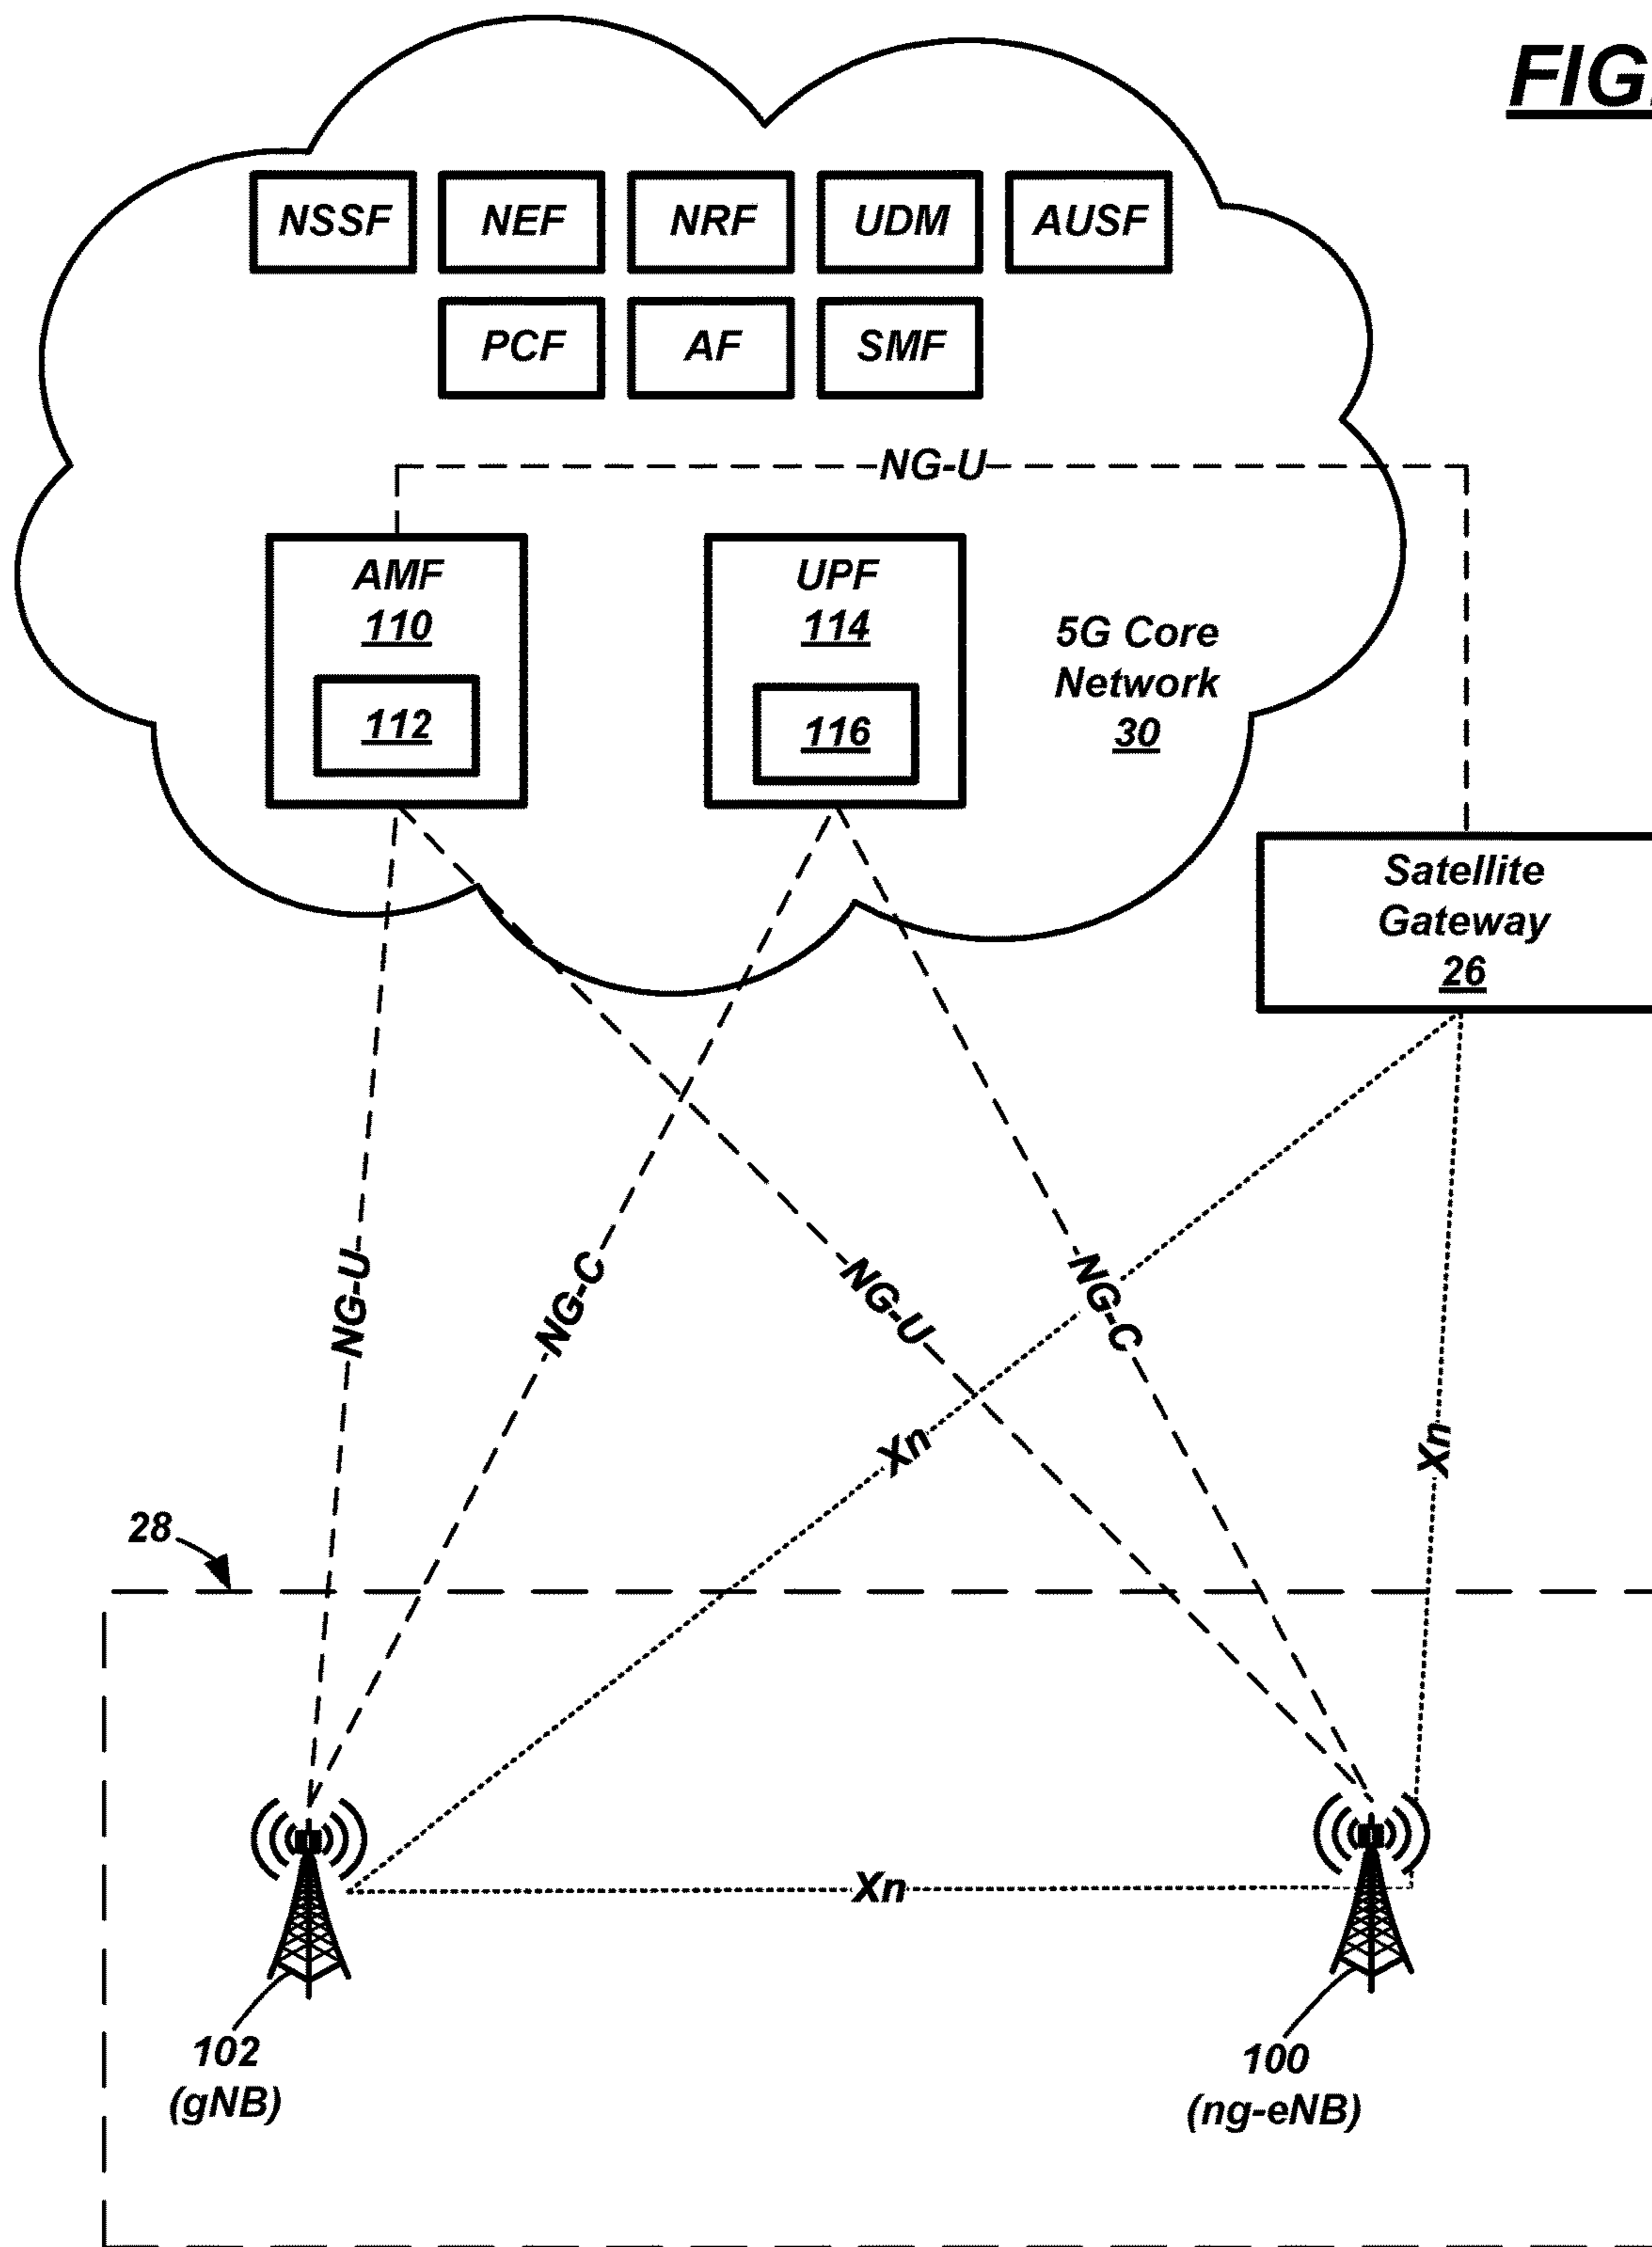 FIG.
NSSF
NEF
NRF
UDM
AUSF
PCF
AF
SMF
NG-U
AMF
110
112
UPF
114
116
5G Core
Network
30
Satellite
Gateway
26
NG-U
NG-C
NG-U
NG-C
Xn
Xn
28
Xn
102
(gNB)
100
(ng-eNB)